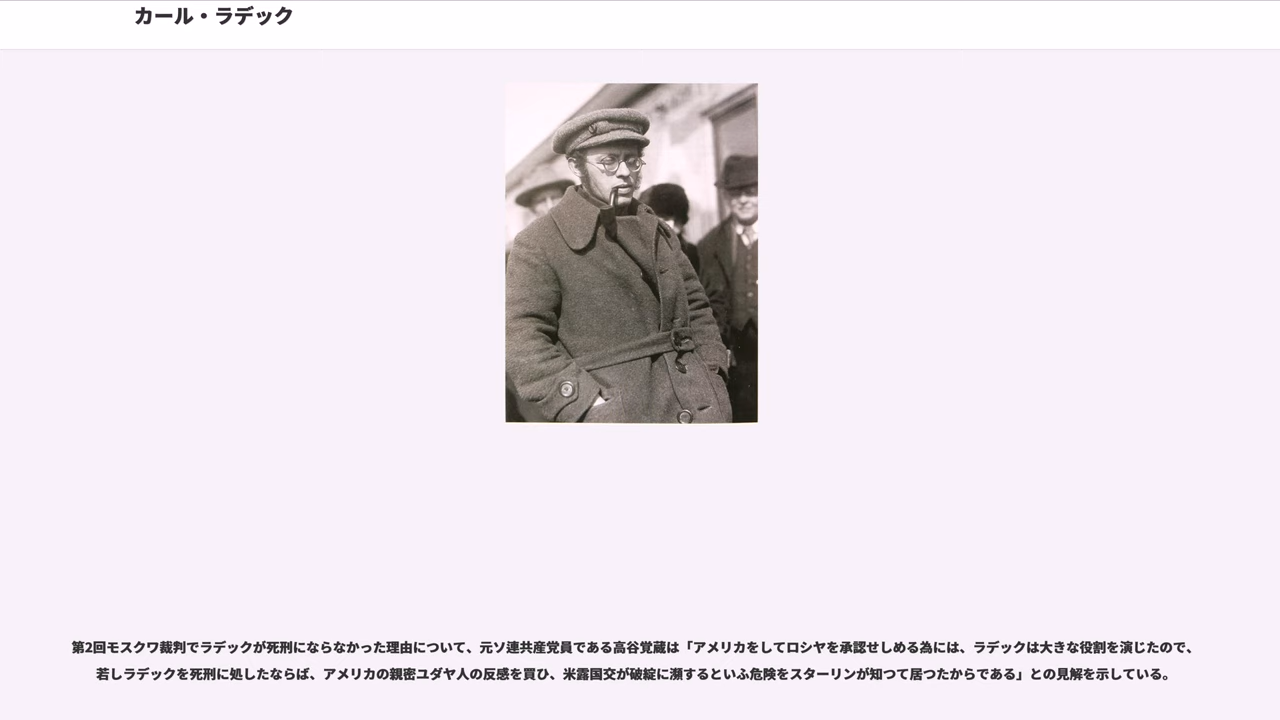 カール・ラデック
第2回モスクワ裁判でラデックが死刑にならなかった理由について、元ソ連共産党員である高谷覚蔵は「アメリカをしてロシヤを承認せしめる為には、ラデックは大きな役割を演じたので、
若しラデックを死刑に処したならば、アメリカの親密ユダヤ人の反感を買ひ、米露国交が破綻に瀕するといふ危険をスターリンが知つて居つたからである」との見解を示している。